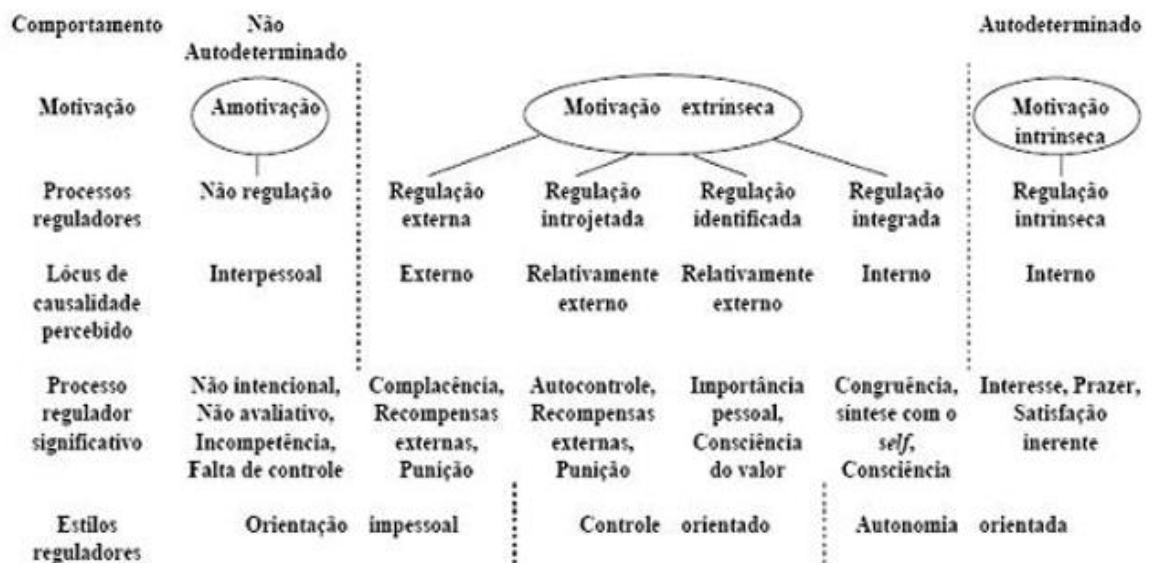 Comportamento
Não
Autodeterminado
Autodeterminado
Motivação
Amotivação
Motivação extrínseca
Motivação
intrínseca
Processos
reguladores
Não regulação
Regulação
externa
Regulação
introjetada
Regulação
identificada
Regulação
integrada
Regulação
intrínseca
Lócus de
causalidade
percebido
Interpessoal
Externo
Relativamente
externo
Relativamente
externo
Interno
Interno
Processo
regulador
significativo
Não intencional,
Não avaliativo,
Incompetência,
Falta de controle
Complacência,
Recompensas
externas,
Punição
Autocontrole,
Recompensas
externas,
Punição
Importância
pessoal,
Consciência
do valor
Congruência,
síntese com o
self,
Consciência
Interesse, Prazer,
Satisfação
inerente
Estilos
reguladores
Orientação impessoal
Controle orientado
Autonomia orientada